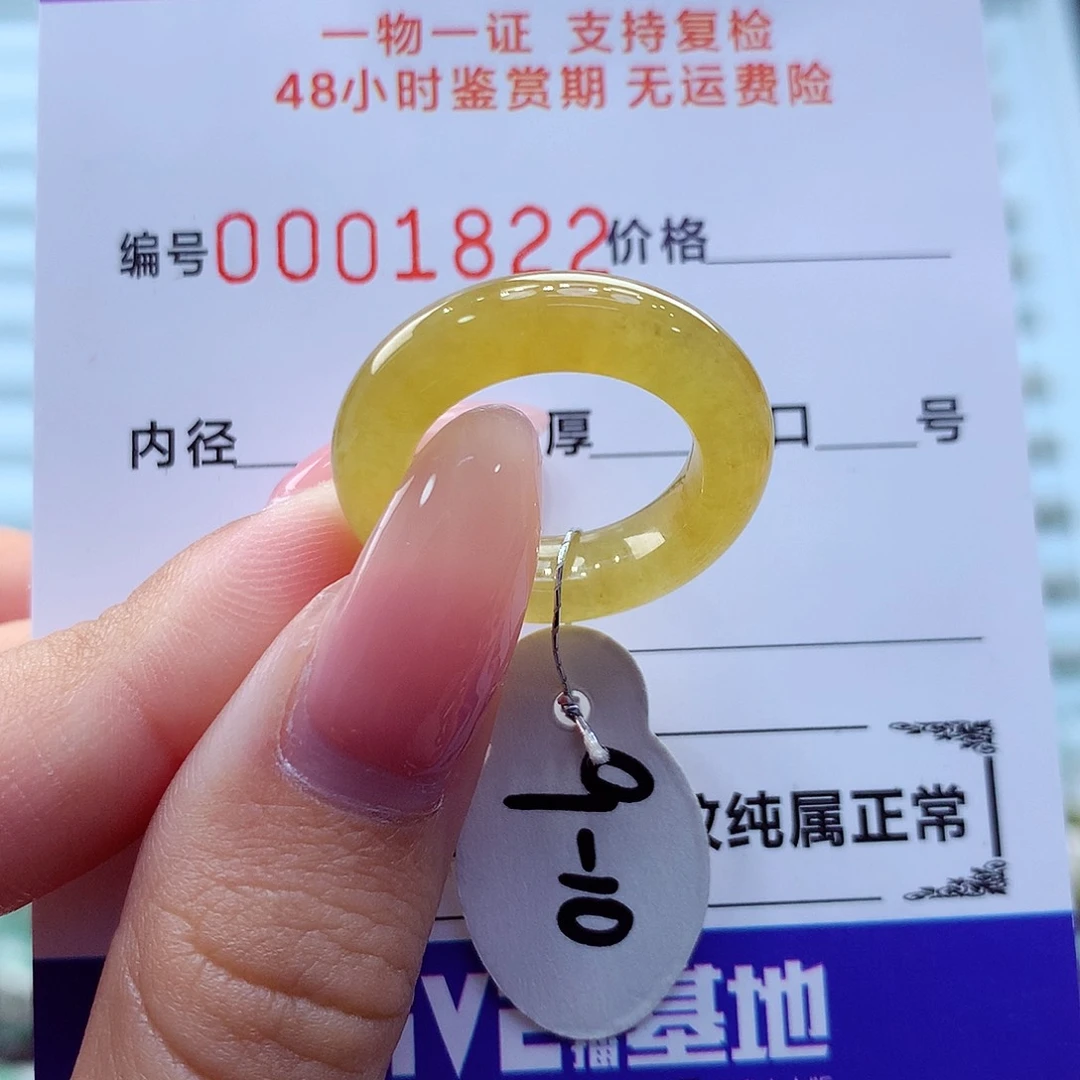 一物一证 支持复检
48小时鉴赏期 无运费险
编号0001822价格
内径 厚 口 号
纹纯属正常
9-10
播基地